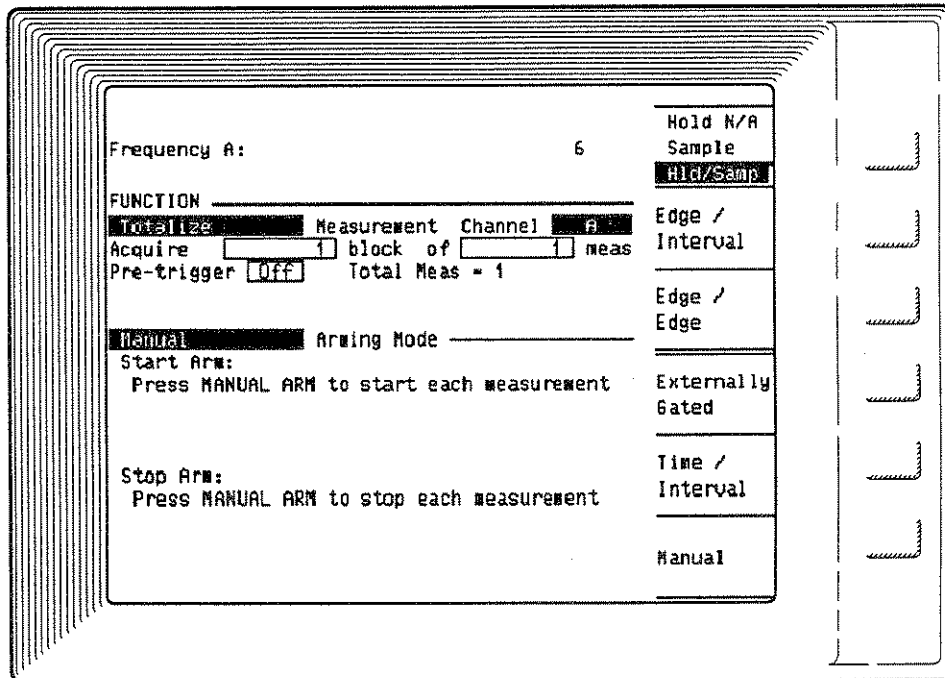 Frequency A: 6
FUNCTION
Totalize Measurement Channel A
Acquire 1 block of 1 meas
Pre-trigger Off Total Meas = 1
Manual Arming Mode
Start Arm:
Press MANUAL ARM to start each measurement
Stop Arm:
Press MANUAL ARM to stop each measurement
Hold N/A
Sample
Hld/Samp
Edge /
Interval
Edge /
Edge
Externally
Gated
Time /
Interval
Manual